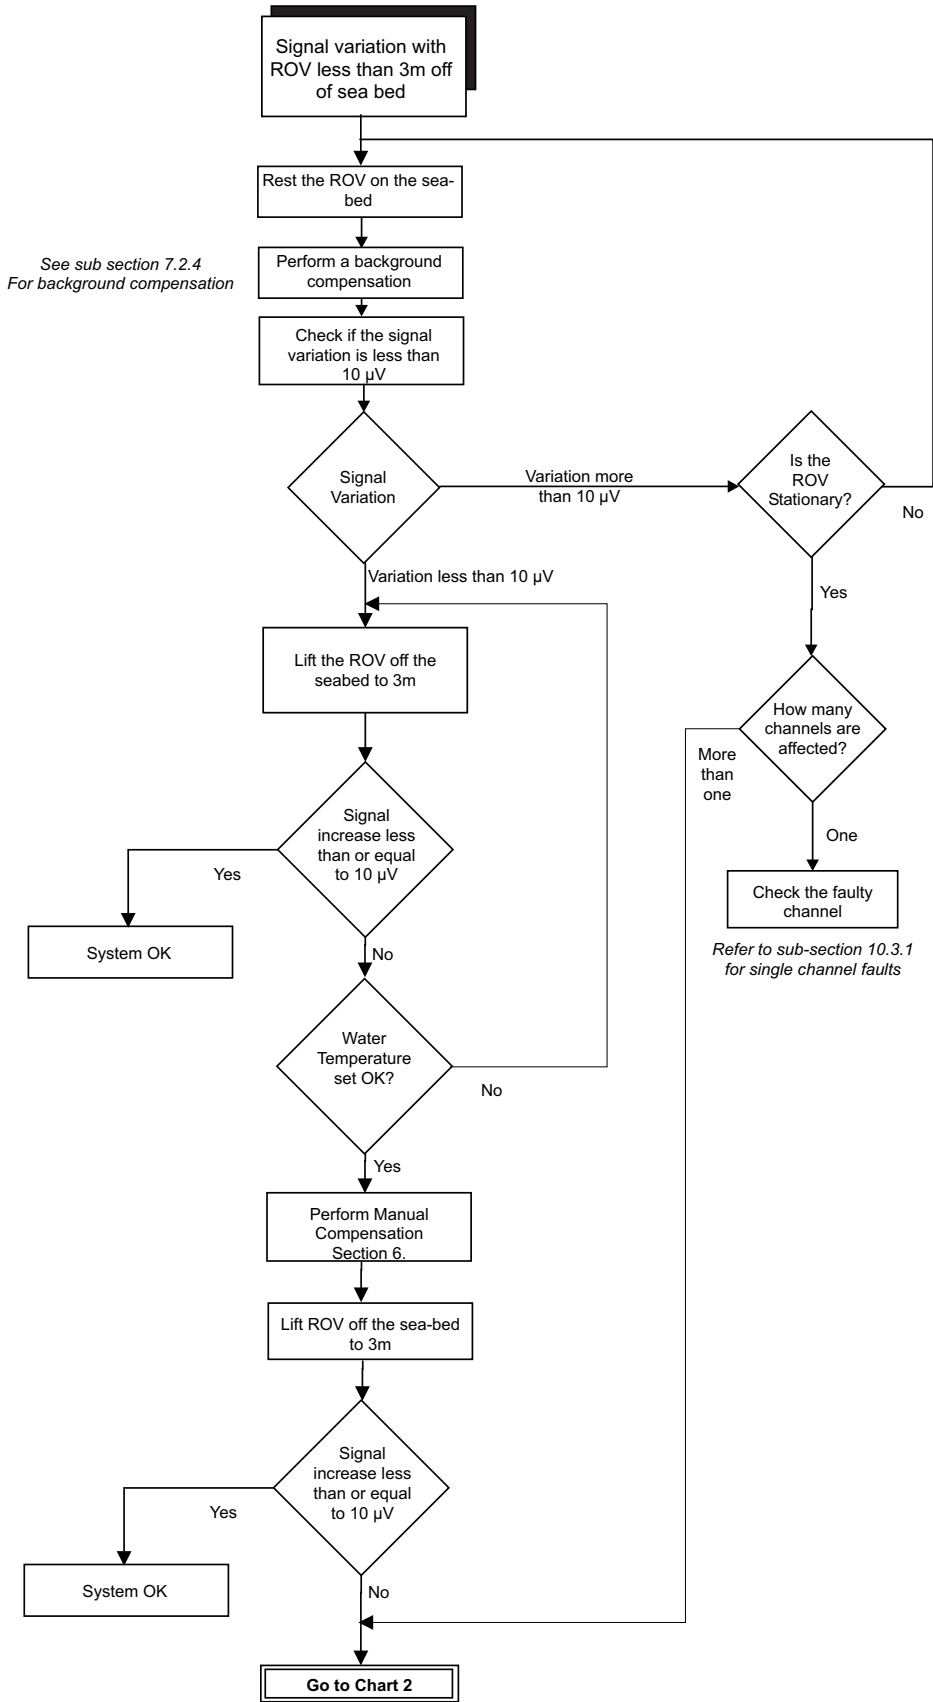 Signal variation with
ROV less than 3m off
of sea bed
Rest the ROV on the sea-
bed
See sub section 7.2.4
For background compensation
Perform a background
compensation
Check if the signal
variation is less than
10 µV
Signal
Variation
Variation more
than 10 µV
Is the
ROV
Stationary?
No
Variation less than 10 µV
Yes
Lift the ROV off the
seabed to 3m
How many
channels are
affected?
More
than
one
One
Check the faulty
channel
Refer to sub-section 10.3.1
for single channel faults
Signal
increase less
than or equal
to 10 µV
Yes
System OK
No
Water
Temperature
set OK?
No
Yes
Perform Manual
Compensation
Section 6.
Lift ROV off the sea-bed
to 3m
Signal
increase less
than or equal
to 10 µV
Yes
System OK
No
Go to Chart 2